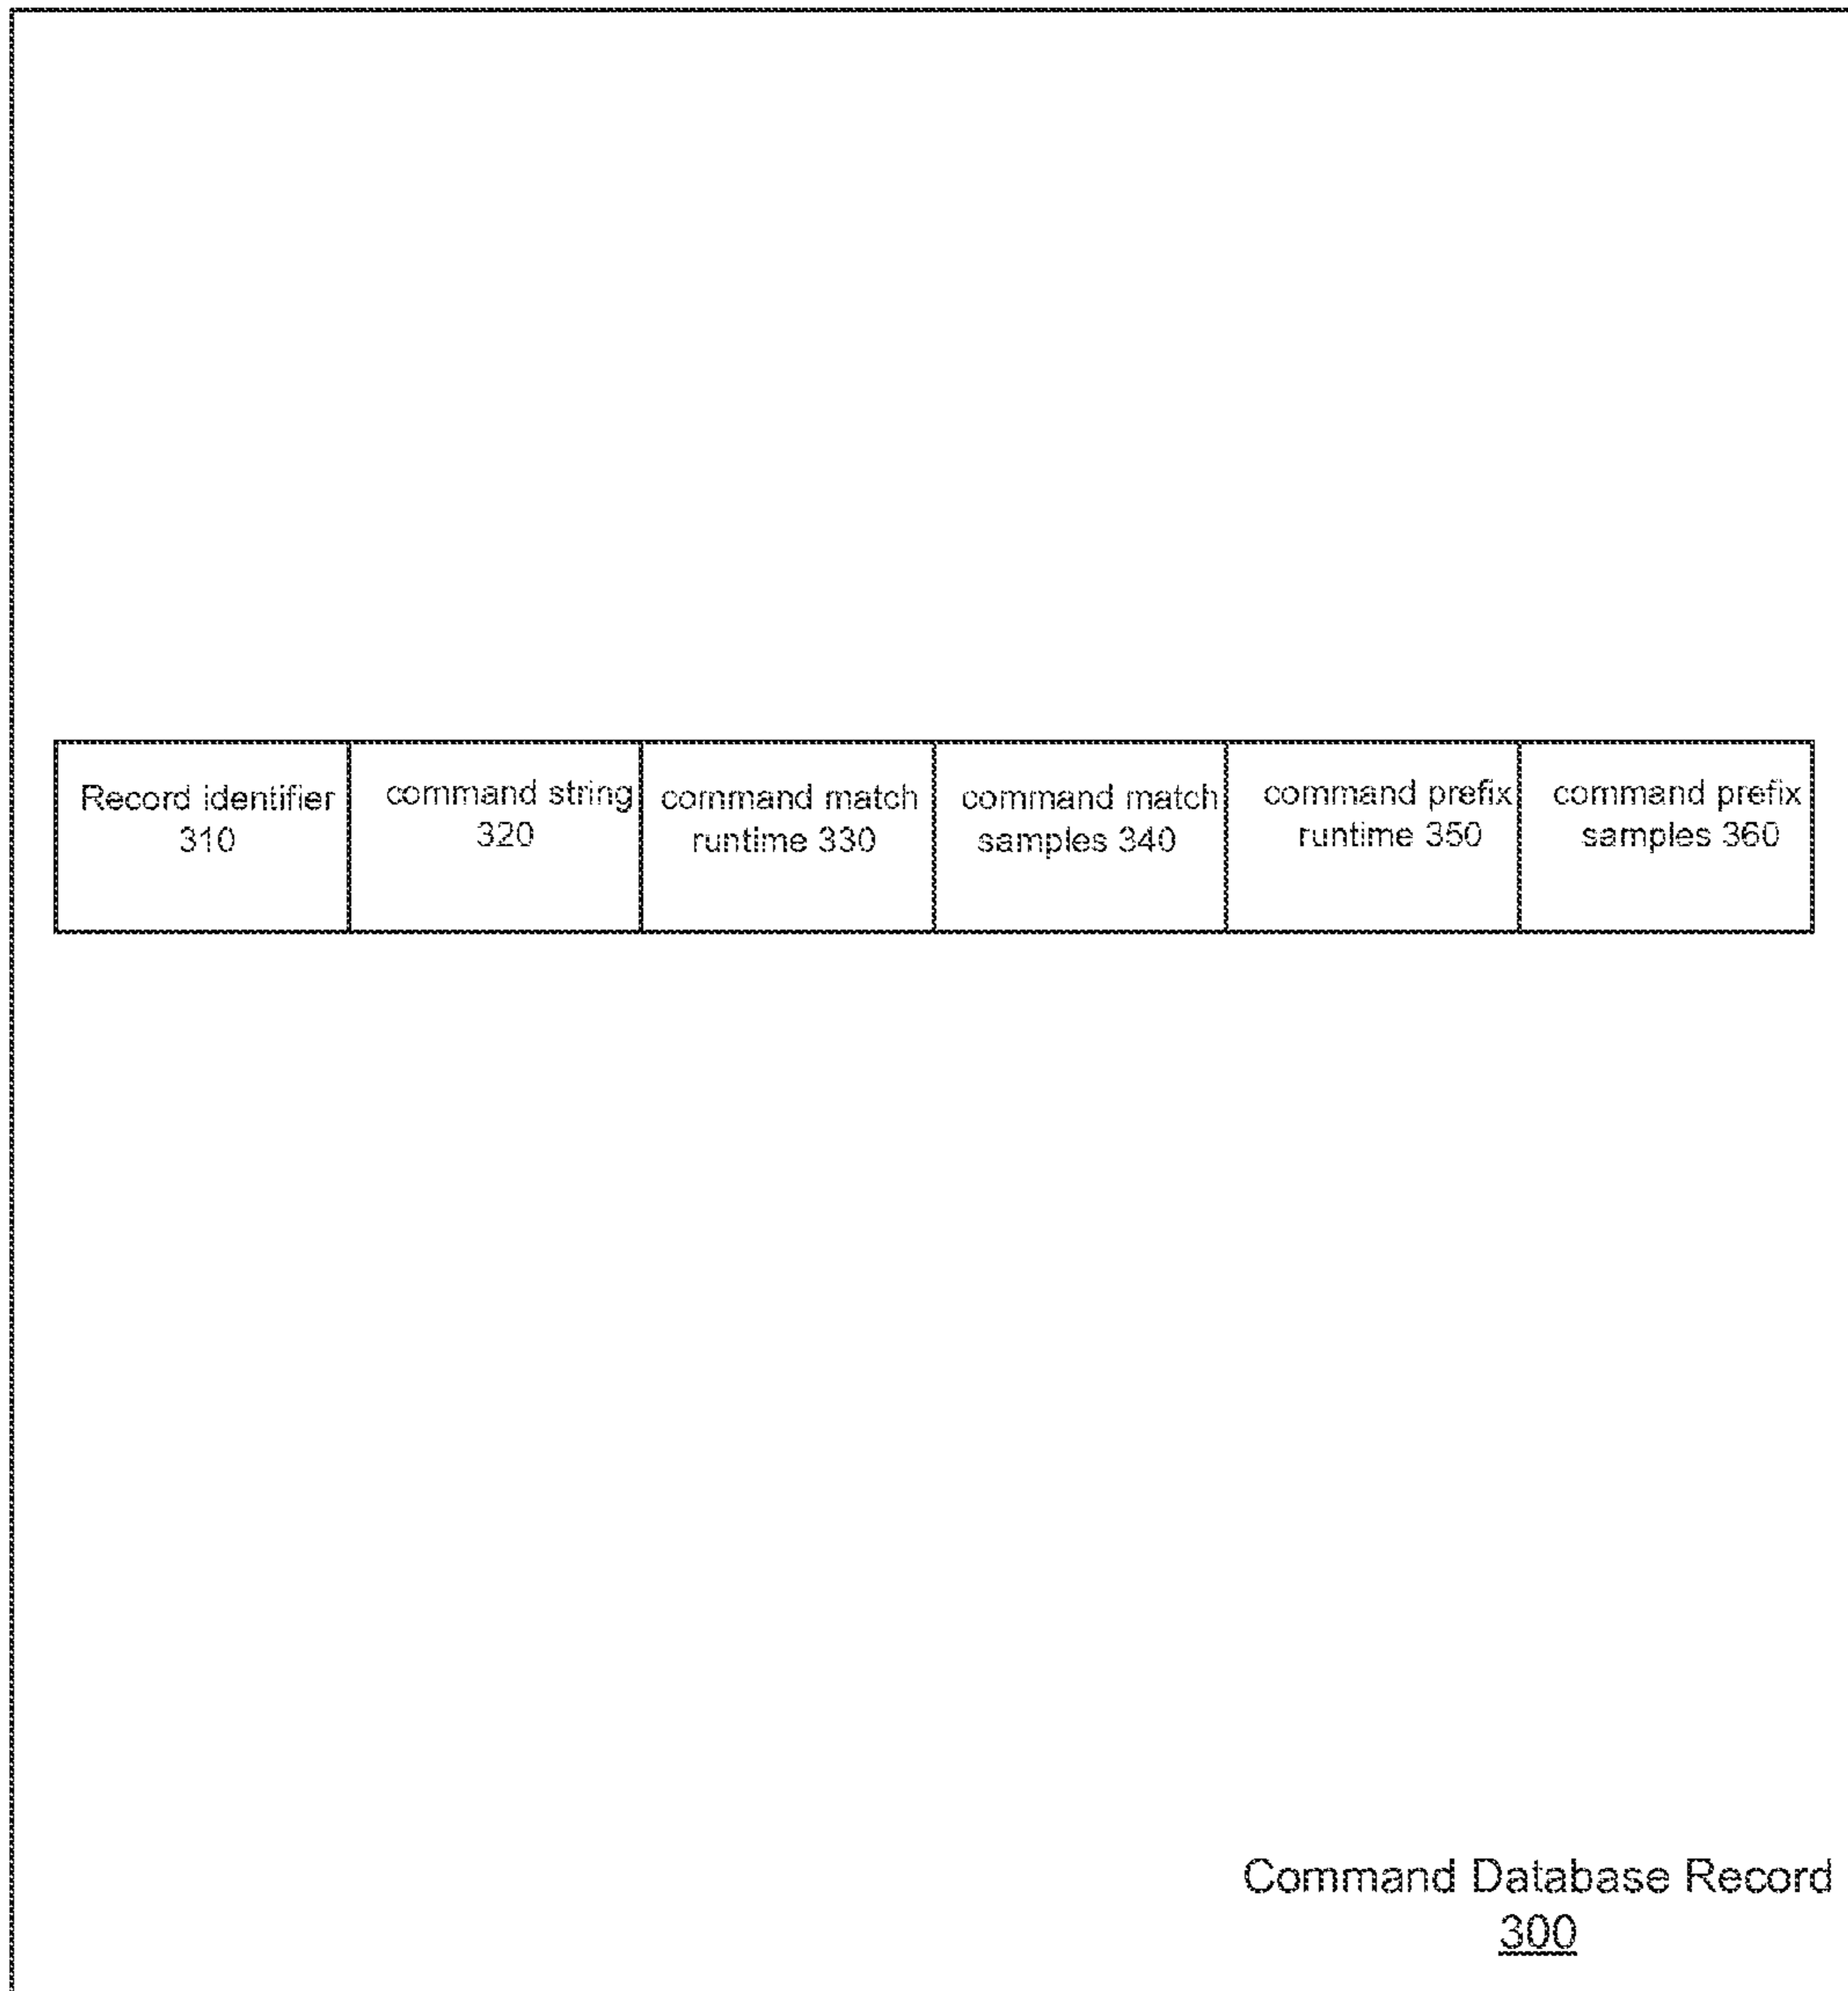 Record identifier
310
command string
320
command match
runtime 330
command match
samples 340
command prefix
runtime 350
command prefix
samples 360
Command Database Record
300